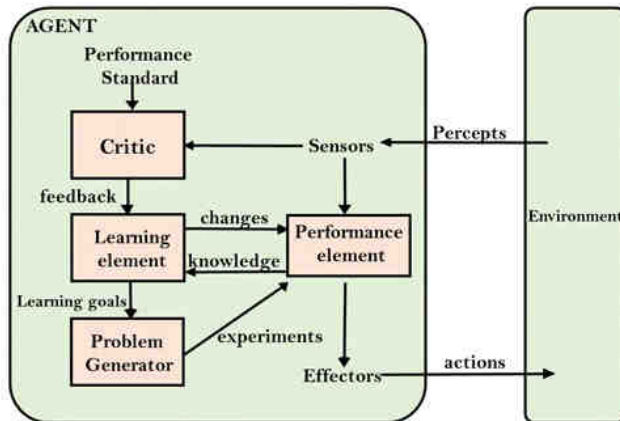 AGENT
Performance
Standard
Critic
Sensors
Percepts
feedback
changes
Learning
element
Performance
element
Environment
knowledge
Learning goals
Problem
Generator
experiments
Effectors
actions